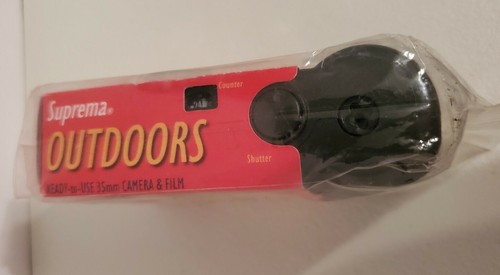 Counter
Suprema®
OUTDOORS
Shutter
READY-to-USE 35mm CAMERA & FILM